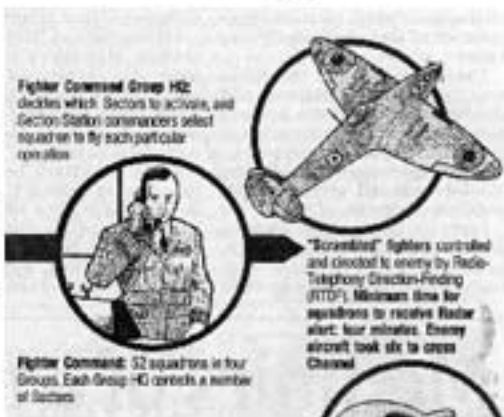 Fighter Command Group HQ:
decides which Sectors to activate, and
Section Station commanders select
squadron to fly each particular
operation
"Scrambled" fighters controlled
and directed to enemy by Radio-
Telephony Direction-Finding
(RTDF). Minimum time for
squadrons to receive Radar
alert: four minutes. Enemy
aircraft took six to cross
Channel
Fighter Command: 52 squadrons in four
Groups. Each Group HQ controls a number
of Sectors